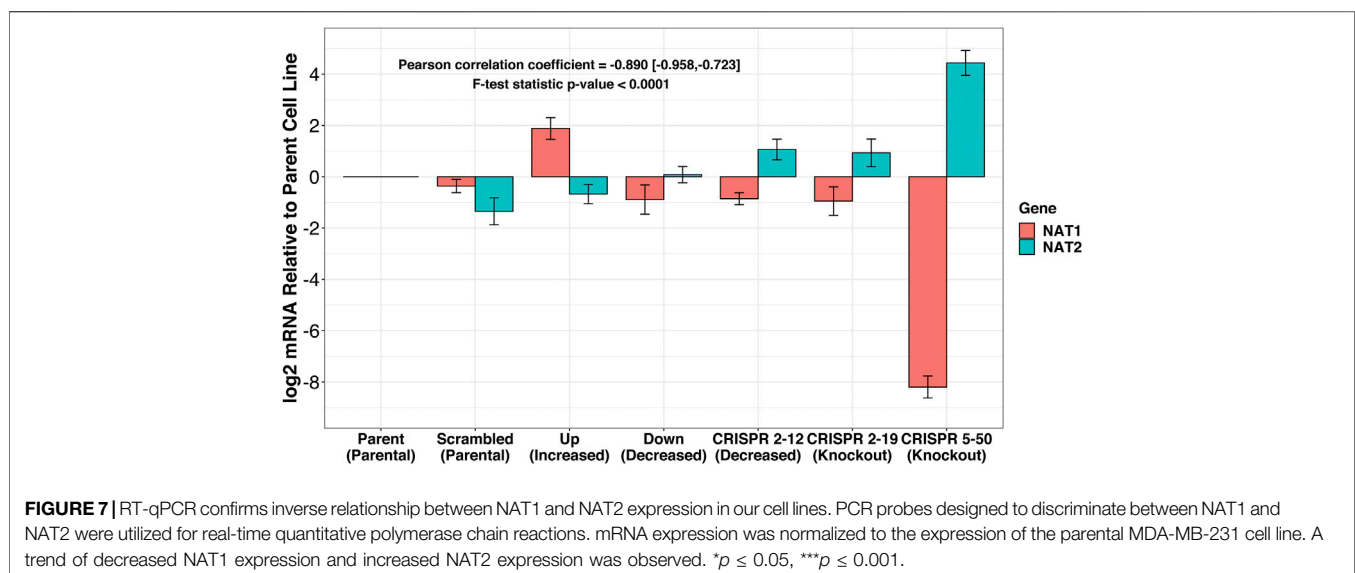 Pearson correlation coefficient = -0.890 [-0.958,-0.723]
F-test statistic p-value < 0.0001
log2 mRNA Relative to Parent Cell Line
4
2
0
-2
-4
-6
-8
Parent
(Parental)
Scrambled
(Parental)
Up
(Increased)
Down
(Decreased)
CRISPR 2-12
(Decreased)
CRISPR 2-19
(Knockout)
CRISPR 5-50
(Knockout)
Gene
NAT1
NAT2
FIGURE 7 | RT-qPCR confirms inverse relationship between NAT1 and NAT2 expression in our cell lines. PCR probes designed to discriminate between NAT1 and
NAT2 were utilized for real-time quantitative polymerase chain reactions. mRNA expression was normalized to the expression of the parental MDA-MB-231 cell line. A
trend of decreased NAT1 expression and increased NAT2 expression was observed. *p ≤ 0.05, ***p ≤ 0.001.